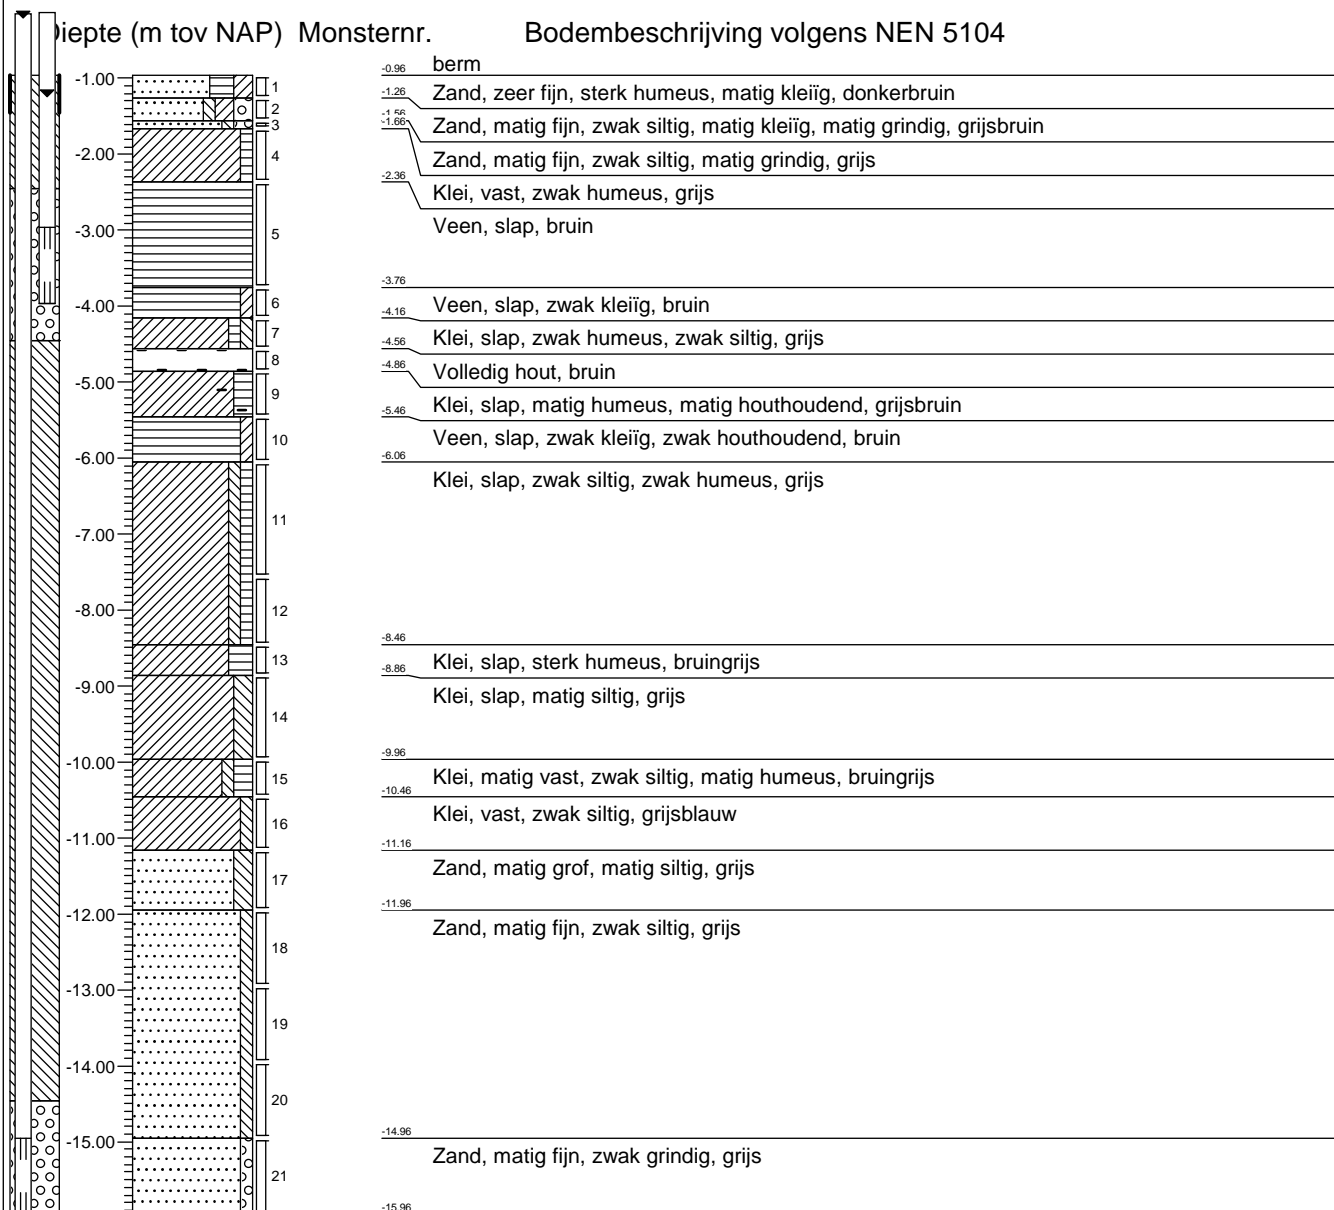 Diepte (m tov NAP) Monsternr. Bodembeschrijving volgens NEN 5104
berm
-0.96
-1.00
1
-1.26
Zand, zeer fijn, sterk humeus, matig kleiïg, donkerbruin
2
-1.56
3
-1.66
Zand, matig fijn, zwak siltig, matig kleiïg, matig grindig, grijsbruin
-2.00
4
Zand, matig fijn, zwak siltig, matig grindig, grijs
-2.36
Klei, vast, zwak humeus, grijs
-3.00
5
Veen, slap, bruin
-3.76
-4.00
6
Veen, slap, zwak kleiïg, bruin
-4.16
7
Klei, slap, zwak humeus, zwak siltig, grijs
-4.56
8
-4.86
Volledig hout, bruin
-5.00
9
Klei, slap, matig humeus, matig houthoudend, grijsbruin
-5.46
10
Veen, slap, zwak kleiïg, zwak houthoudend, bruin
-6.00
-6.06
Klei, slap, zwak siltig, zwak humeus, grijs
11
-7.00
-8.00
12
-8.46
13
Klei, slap, sterk humeus, bruingrijs
-8.86
-9.00
Klei, slap, matig siltig, grijs
14
-9.96
-10.00
15
Klei, matig vast, zwak siltig, matig humeus, bruingrijs
-10.46
16
Klei, vast, zwak siltig, grijsblauw
-11.00
-11.16
17
Zand, matig grof, matig siltig, grijs
-11.96
-12.00
Zand, matig fijn, zwak siltig, grijs
18
-13.00
19
-14.00
20
-14.96
-15.00
Zand, matig fijn, zwak grindig, grijs
21
-15.96